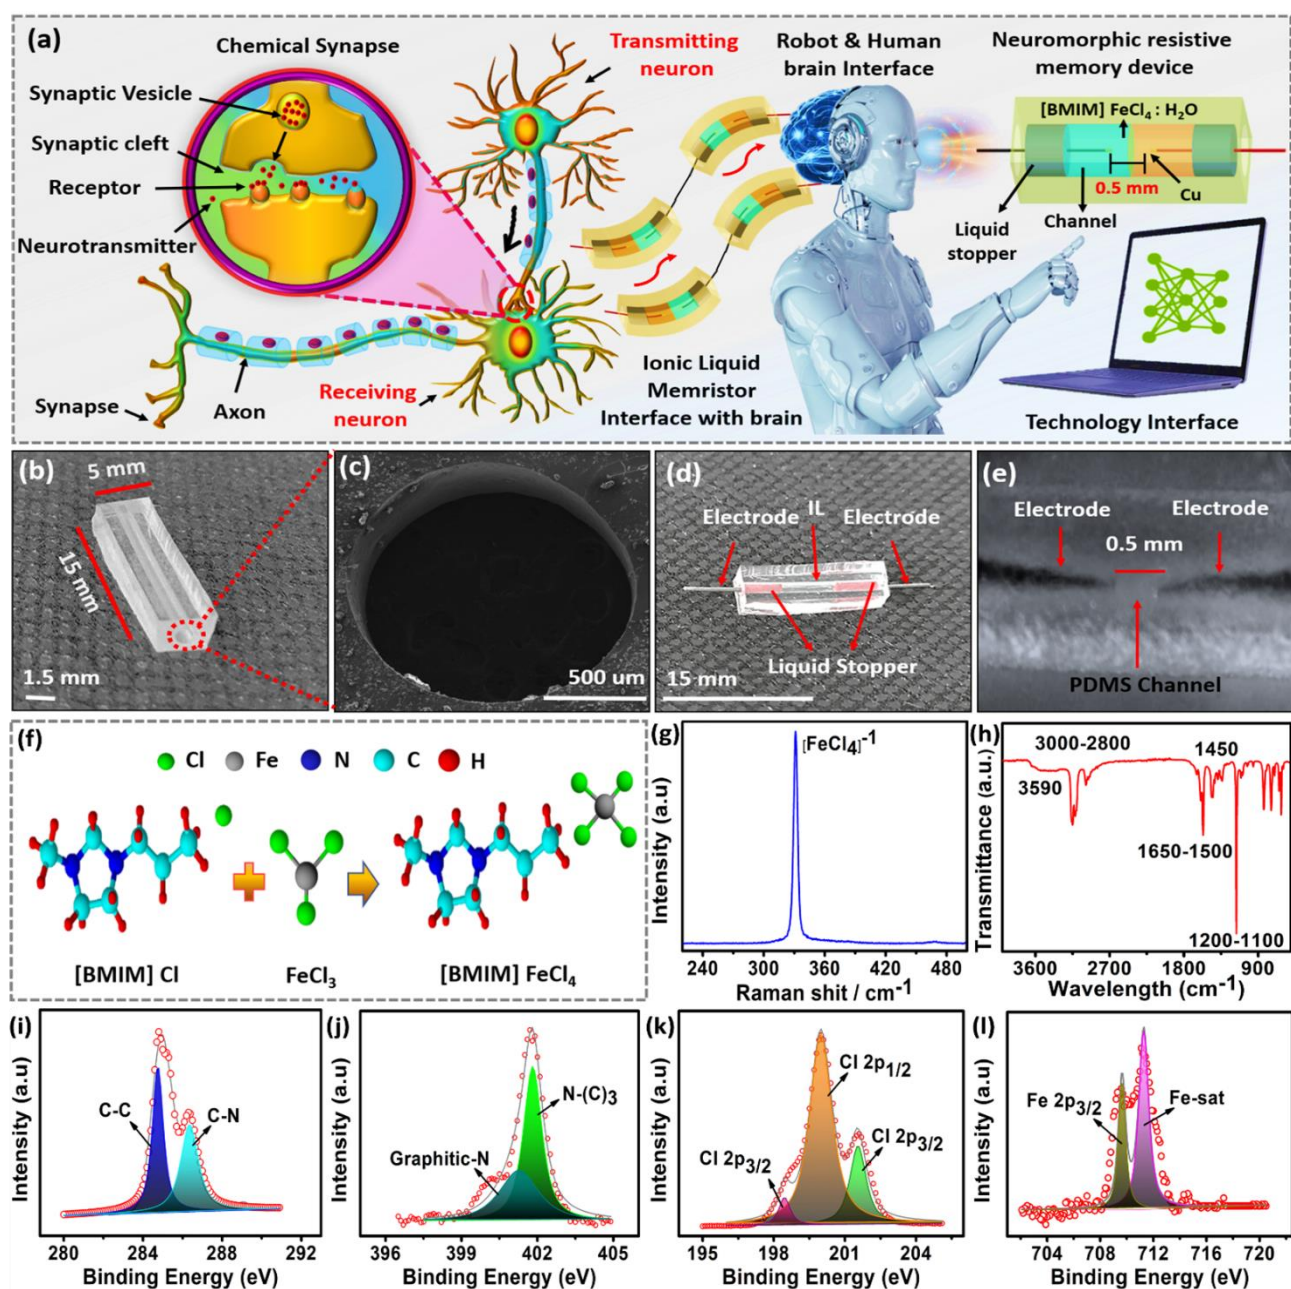 (a)
Chemical Synapse
Synaptic Vesicle
Synaptic cleft
Receptor
Neurotransmitter
Synapse
Axon
Transmitting
neuron
Receiving
neuron
Robot & Human
brain Interface
Ionic Liquid
Memristor
Interface with brain
Neuromorphic resistive
memory device
[BMIM] FeCl₄ : H₂O
0.5 mm
Cu
Liquid
stopper
Channel
Technology Interface
(b)
5 mm
15 mm
1.5 mm
(c)
500 um
(d)
IL
Electrode
Electrode
Liquid Stopper
15 mm
(e)
Electrode
Electrode
0.5 mm
PDMS Channel
(f)
Cl
Fe
N
C
H
[BMIM] Cl
FeCl₃
[BMIM] FeCl₄
(g)
[FeCl₄]⁻¹
Intensity (a.u)
240 300 360 420 480
Raman shit / cm⁻¹
(h)
3000-2800
1450
3590
1650-1500
1200-1100
Transmittance (a.u.)
3600 2700 1800 900
Wavelength (cm⁻¹)
(i)
C-C
C-N
Intensity (a.u)
280 284 288 292
Binding Energy (eV)
(j)
N-(C)₃
Graphitic-N
Intensity (a.u)
396 399 402 405
Binding Energy (eV)
(k)
Cl 2p₁/₂
Cl 2p₃/₂
Cl 2p₃/₂
Intensity (a.u)
195 198 201 204
Binding Energy (eV)
(l)
Fe 2p₃/₂
Fe-sat
Intensity (a.u)
704 708 712 716 720
Binding Energy (eV)